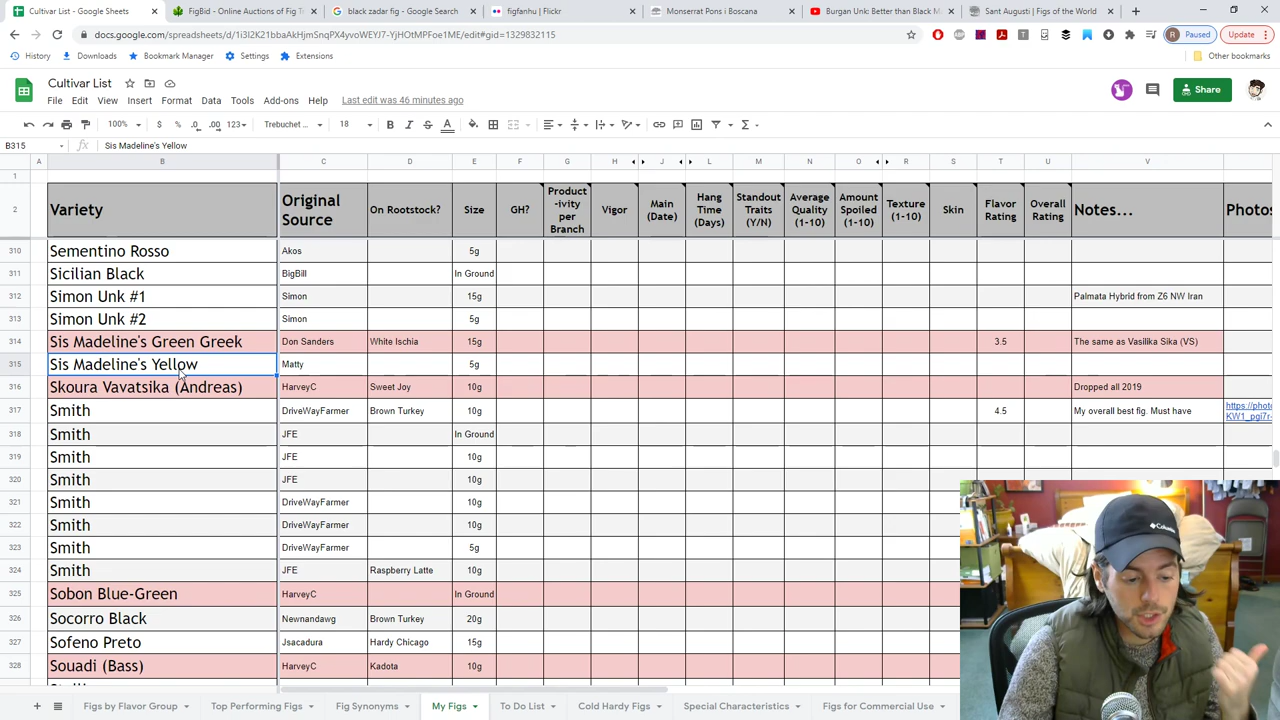 Cultivar List - Google Sheets
FigBid - Online Auctions of Fig T
black zadar fig - Google Search
figfanhu | Flickr
Monserrat Pons i Boscana
Burgan Unk: Better than Black M
Sant Augusti | Figs of the World
docs.google.com/spreadsheets/d/1i3I2K21bbaAkHjmSnqPX4yvoWEYJ7-YjHOtMPFoe1ME/edit#gid=1329832115
Paused
Update
History
Downloads
Bookmark Manager
Settings
Extensions
Other bookmarks
Cultivar List
File Edit View Insert Format Data Tools Add-ons Help Last edit was 46 minutes ago
Share
100% $ % .0 .00 123 Trebuchet ... 18 B I S A
B315 fx Sis Madeline's Yellow
A B C D E F G H J L M N O R S T U V
1
2 Variety Original Source On Rootstock? Size GH? Product-ivity per Branch Vigor Main (Date) Hang Time (Days) Standout Traits (Y/N) Average Quality (1-10) Amount Spoiled (1-10) Texture (1-10) Skin Flavor Rating Overall Rating Notes... Photos
310 Sementino Rosso Akos 5g
311 Sicilian Black BigBill In Ground
312 Simon Unk #1 Simon 15g Palmata Hybrid from Z6 NW Iran
313 Simon Unk #2 Simon 5g
314 Sis Madeline's Green Greek Don Sanders White Ischia 15g 3.5 The same as Vasilika Sika (VS)
315 Sis Madeline's Yellow Matty 5g
316 Skoura Vavatsika (Andreas) HarveyC Sweet Joy 10g Dropped all 2019
317 Smith DriveWayFarmer Brown Turkey 10g 4.5 My overall best fig. Must have https://photo KW1_pgi7r-
318 Smith JFE In Ground
319 Smith JFE 10g
320 Smith JFE 10g
321 Smith DriveWayFarmer 10g
322 Smith DriveWayFarmer 10g
323 Smith DriveWayFarmer 5g
324 Smith JFE Raspberry Latte 10g
325 Sobon Blue-Green HarveyC In Ground
326 Socorro Black Newnandawg Brown Turkey 20g
327 Sofeno Preto Jsacadura Hardy Chicago 15g
328 Souadi (Bass) HarveyC Kadota 10g
Columbia
Figs by Flavor Group
Top Performing Figs
Fig Synonyms
My Figs
To Do List
Cold Hardy Figs
Special Characteristics
Figs for Commercial Use